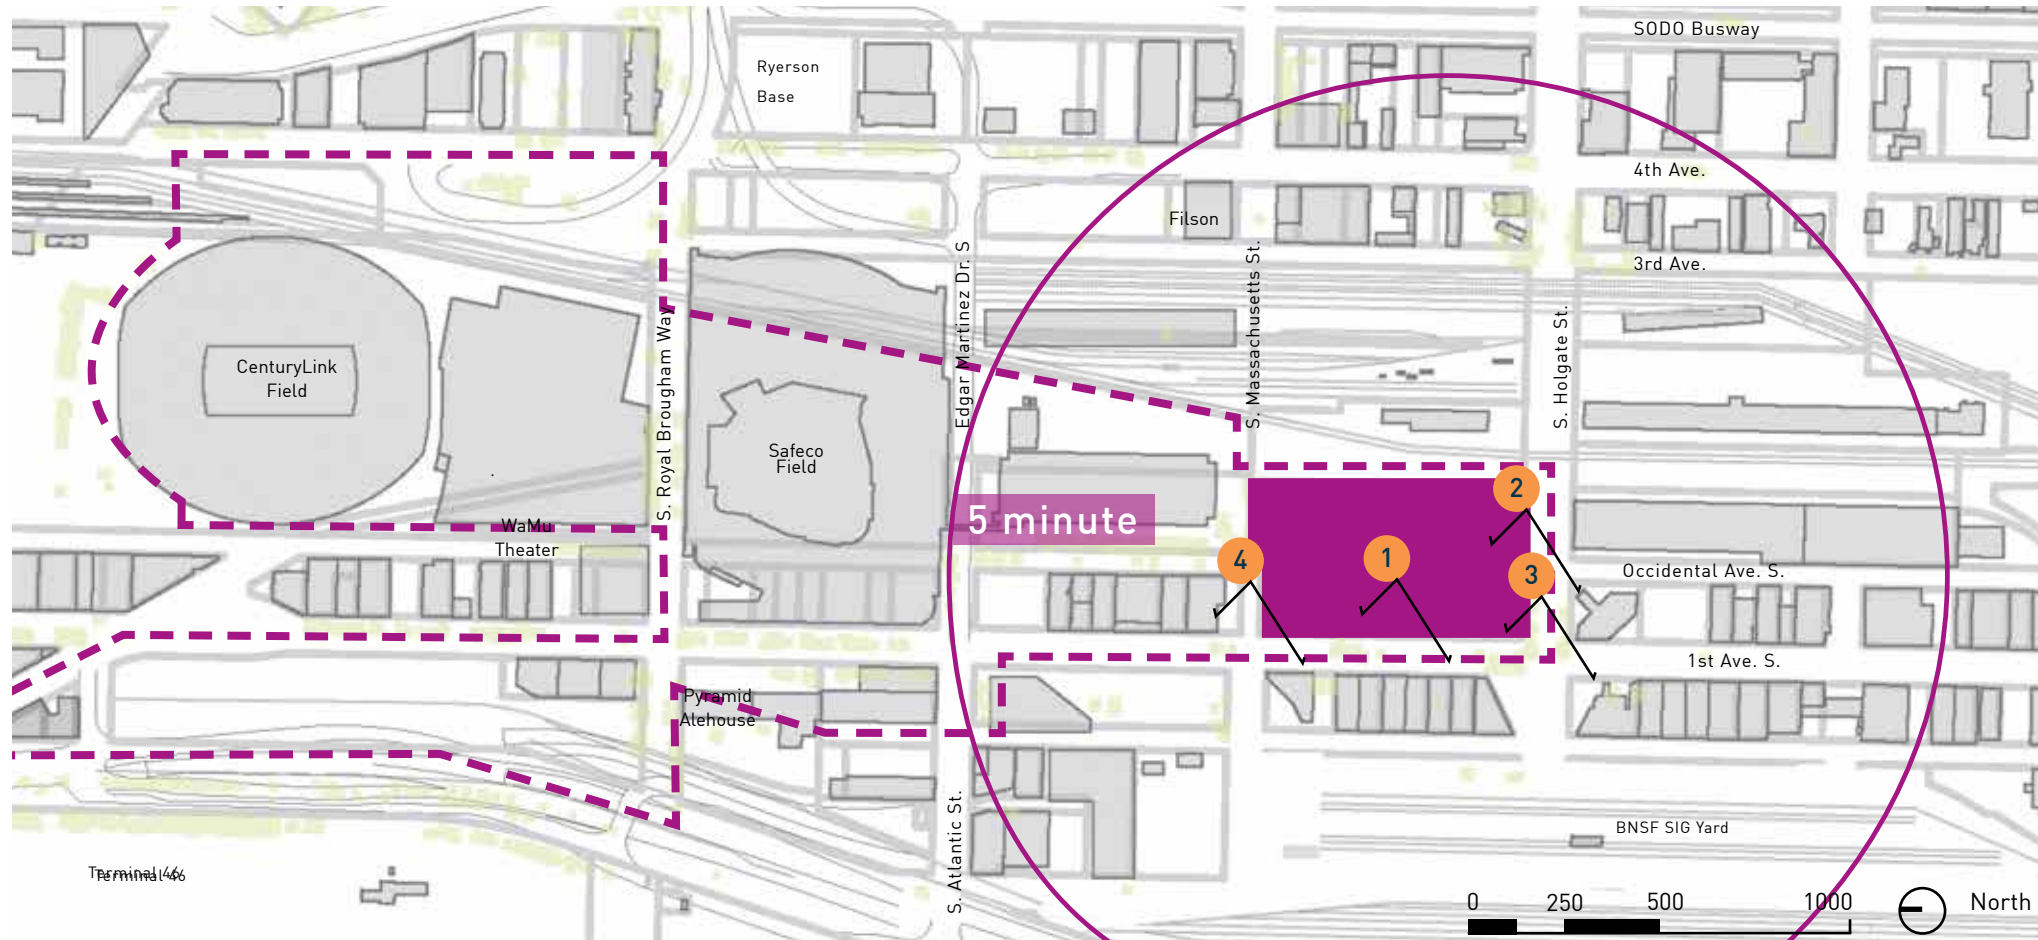 SODO Busway
Ryerson
Base
4th Ave.
Filson
3rd Ave.
S. Royal Brougham Way
Edgar Martinez Dr. S
S. Massachusetts St.
S. Holgate St.
CenturyLink
Field
Safeco
Field
5 minute
2
4
1
3
WaMu
Theater
Occidental Ave. S.
1st Ave. S.
Pyramid
Alehouse
S. Atlantic St.
BNSF SIG Yard
Terminal 46
Terminal 46
0 250 500 1000
North